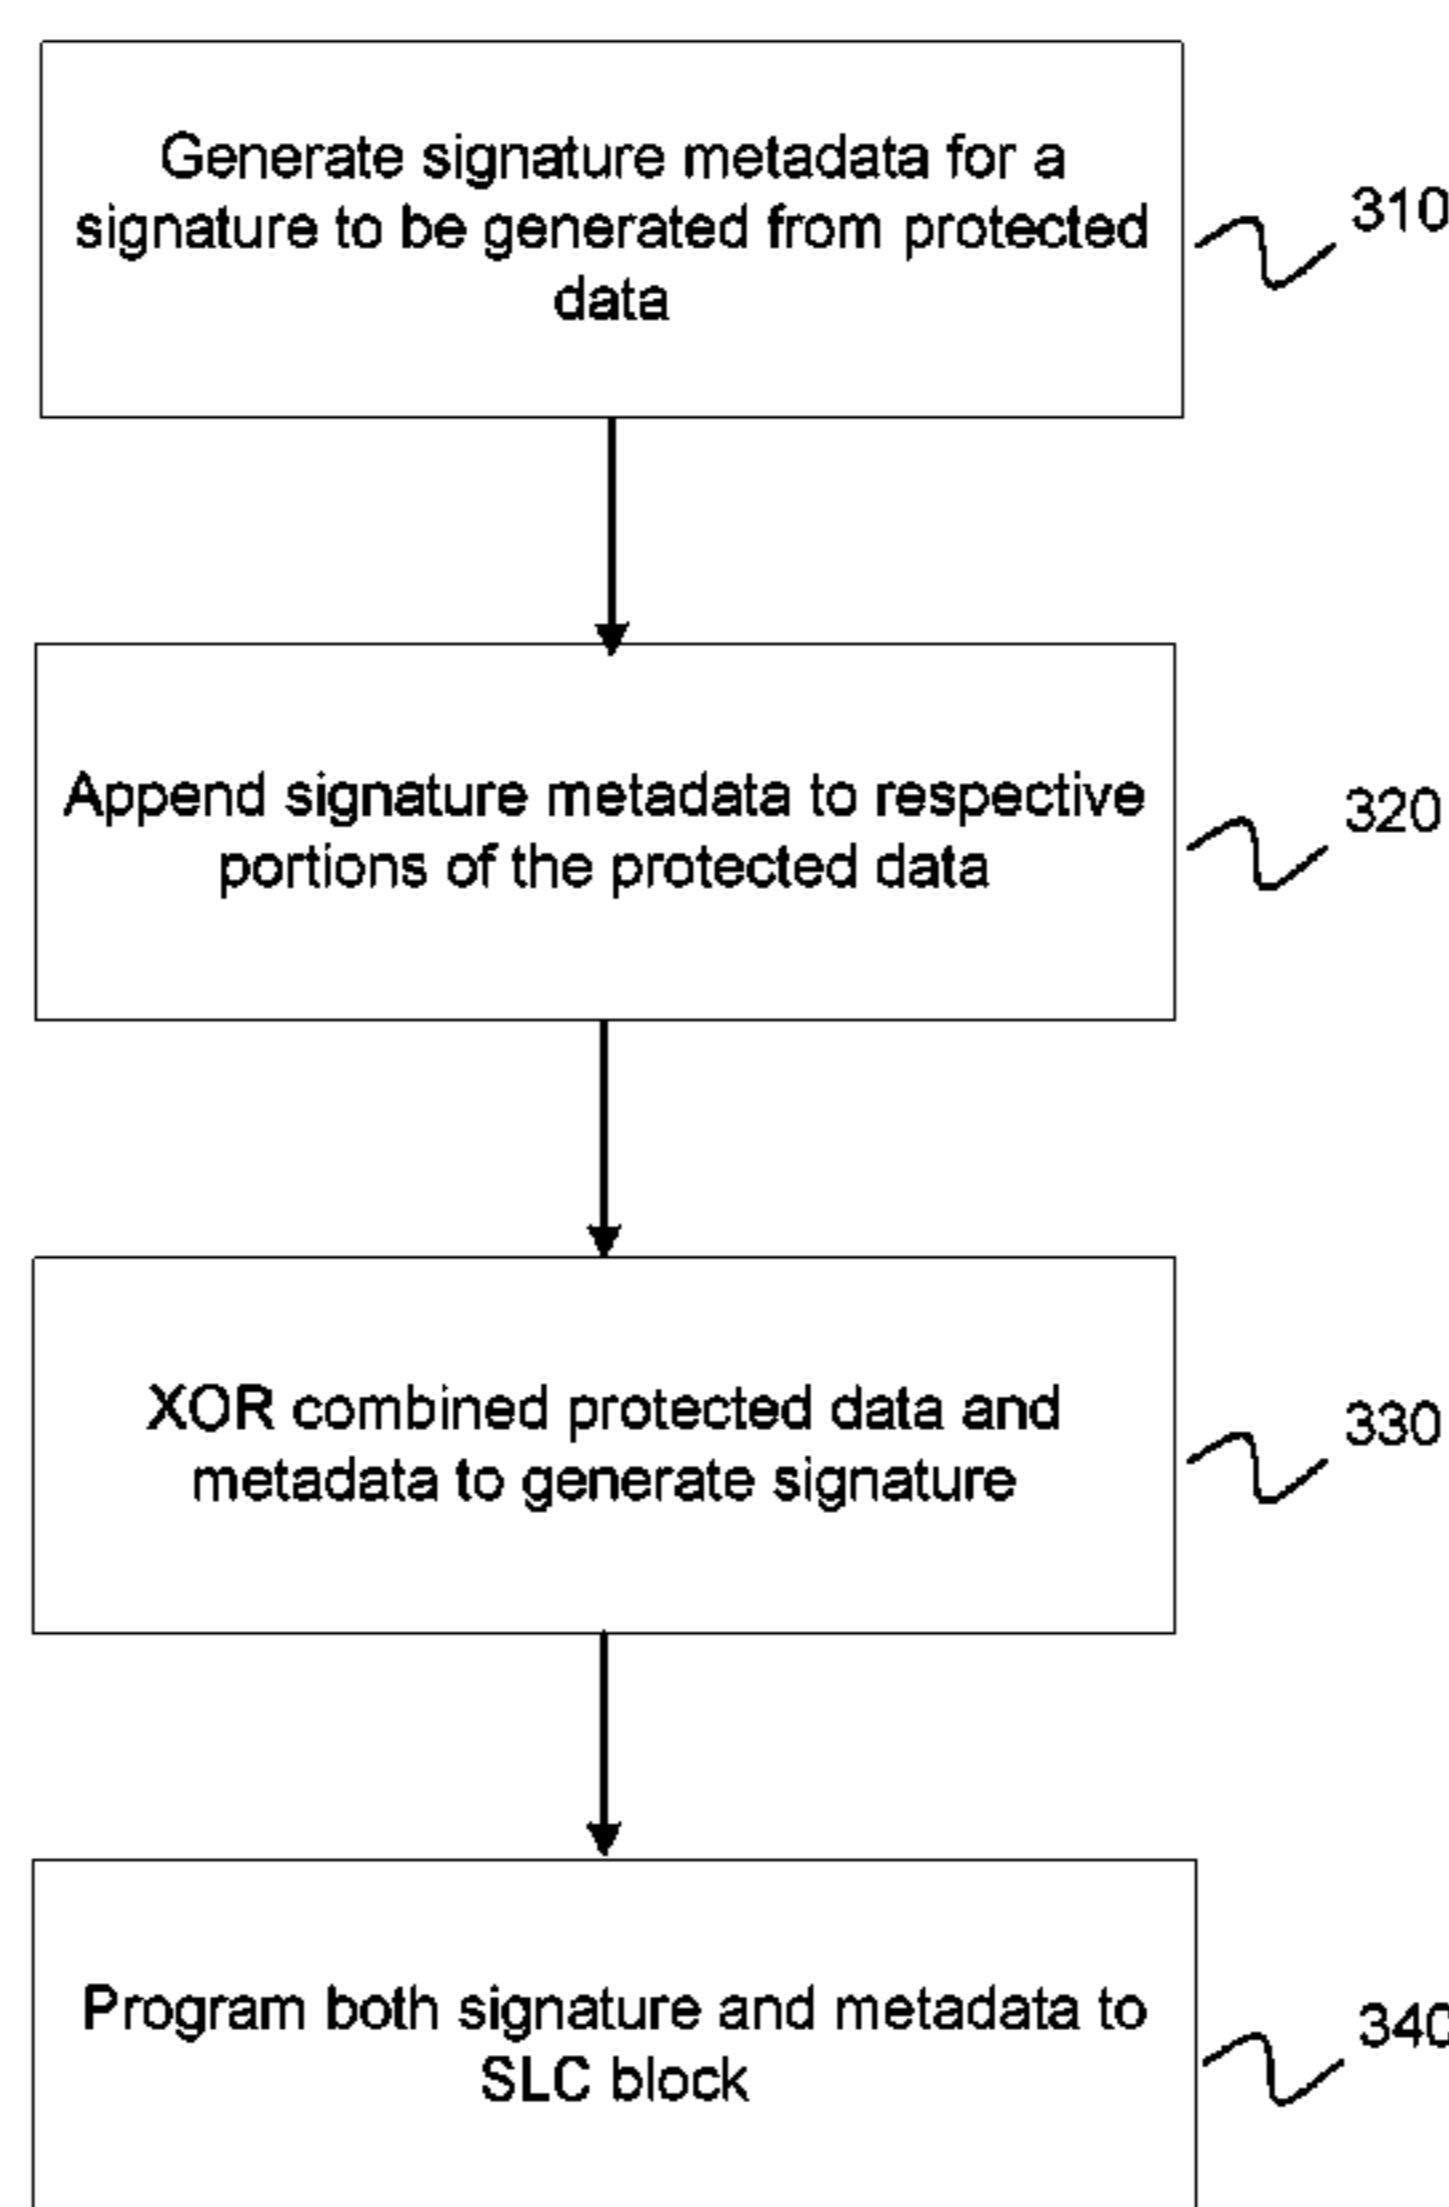 Generate signature metadata for a
signature to be generated from protected
data
310
Append signature metadata to respective
portions of the protected data
320
XOR combined protected data and
metadata to generate signature
330
Program both signature and metadata to
SLC block
340